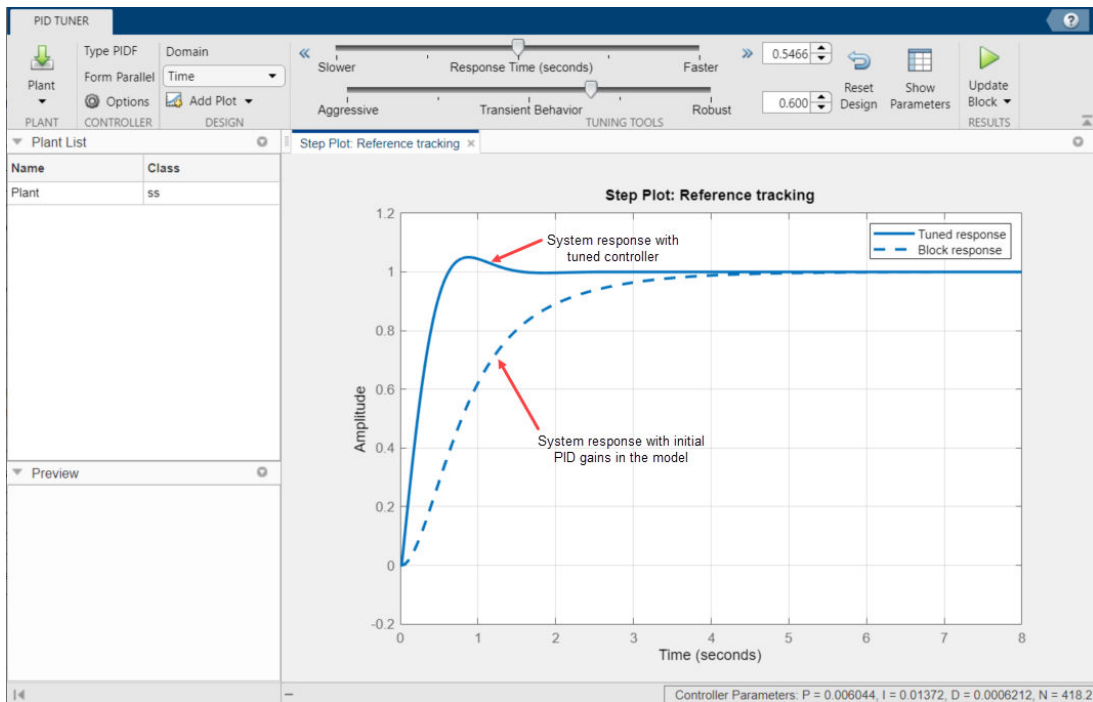 PID TUNER
?
Type PIDF
Form Parallel
Options
Plant
PLANT
CONTROLLER
Domain
Time
Add Plot
DESIGN
Slower
Response Time (seconds)
Faster
0.5466
Aggressive
Transient Behavior
Robust
0.600
TUNING TOOLS
Reset
Design
Show
Parameters
Update
Block
RESULTS
Plant List
Name Class
Plant ss
Preview
Step Plot: Reference tracking
Step Plot: Reference tracking
Tuned response
Block response
System response with
tuned controller
System response with initial
PID gains in the model
Amplitude
1.2
1
0.8
0.6
0.4
0.2
0
-0.2
0 1 2 3 4 5 6 7 8
Time (seconds)
Controller Parameters: P = 0.006044, I = 0.01372, D = 0.0006212, N = 418.2